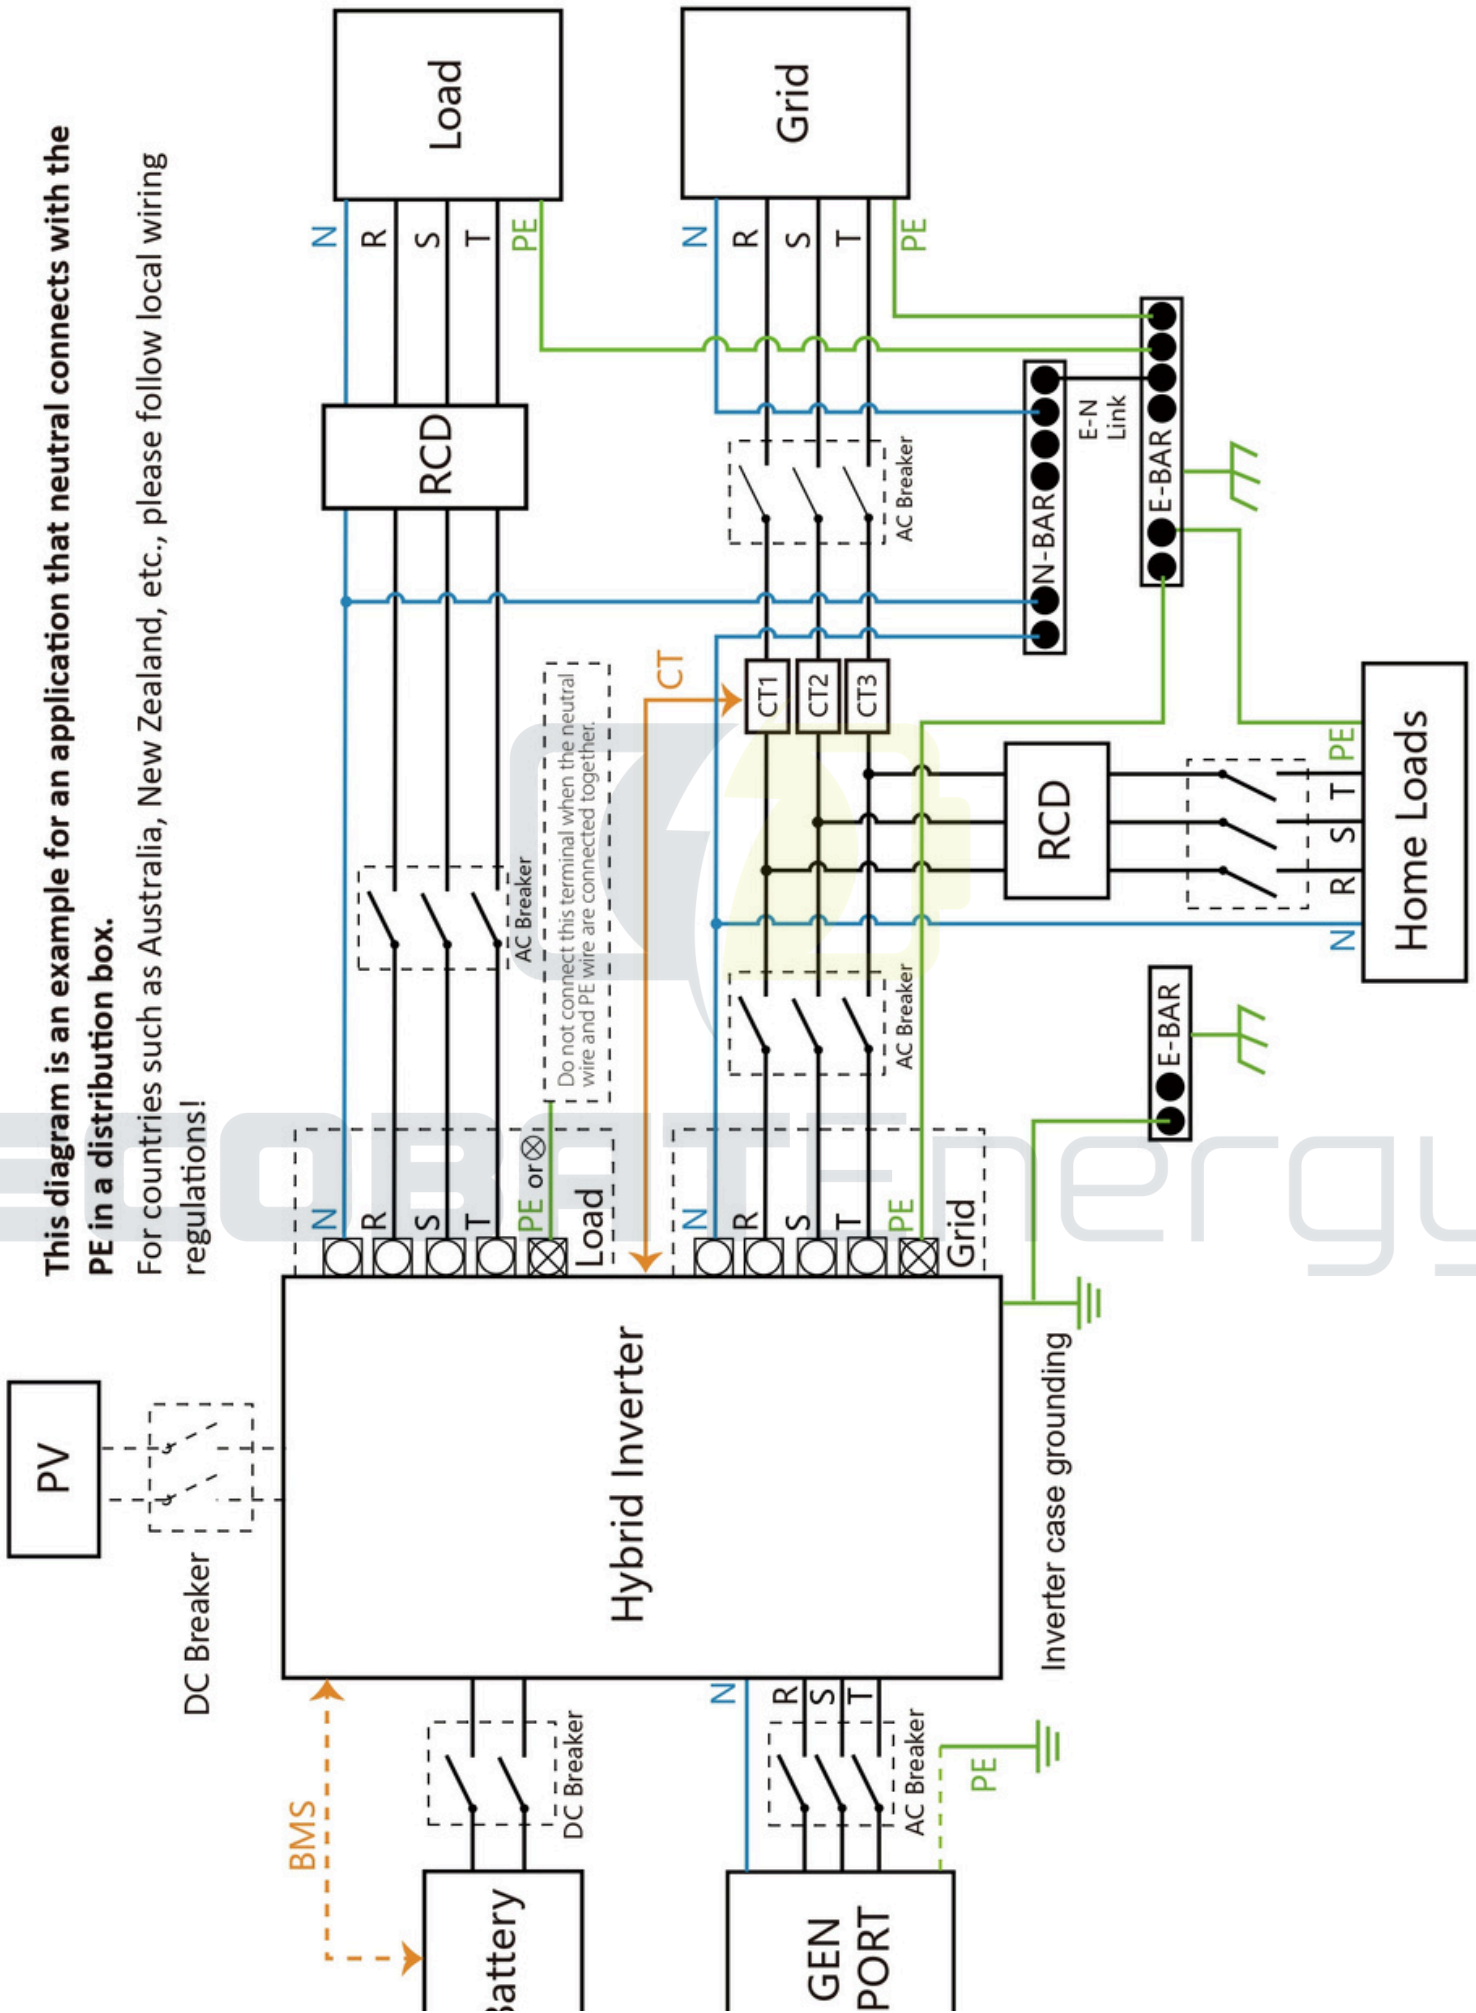 This diagram is an example for an application that neutral connects with the
PE in a distribution box.
For countries such as Australia, New Zealand, etc., please follow local wiring
regulations!
PV
DC Breaker
BMS
Battery
DC Breaker
GEN
PORT
N
R
S
T
AC Breaker
PE
Hybrid Inverter
Inverter case grounding
N
R
S
T
PE or
Load
N
R
S
T
PE
Grid
AC Breaker
Do not connect this terminal when the neutral
wire and PE wire are connected together.
CT
AC Breaker
CT1
CT2
CT3
RCD
N
R
S
T
PE
Load
AC Breaker
N
R
S
T
PE
Grid
N-BAR
E-N
Link
E-BAR
RCD
N
R
S
T
PE
Home Loads
E-BAR
ECOBATEnergy